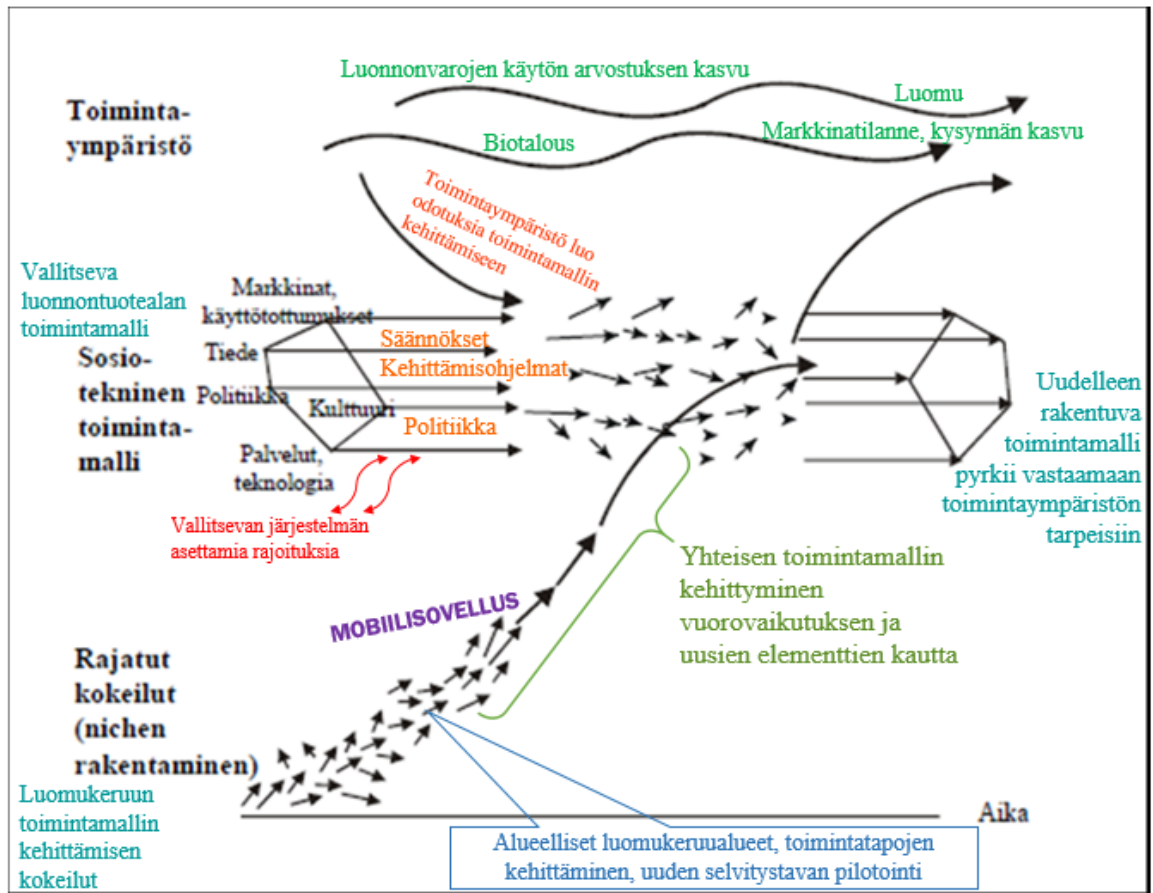 Luonnonvarojen käytön arvostuksen kasvu
Luomu
Toiminta-
ympäristö
Biotalous
Markkinatilanne, kysynnän kasvu
Toimintaympäristö luo
odotuksia toimintamallin
kehittämiseen
Vallitseva
luonnontuotealan
toimintamalli
Markkinat,
käyttötottumukset
Sosio-
tekninen
toiminta-
malli
Tiede
Politiikka
Kulttuuri
Palvelut,
teknologia
Säännökset
Kehittämisohjelmat
Politiikka
Vallitsevan järjestelmän
asettamia rajoituksia
Uudelleen
rakentuva
toimintamalli
pyrkii vastaamaan
toimintaympäristön
tarpeisiin
Yhteisen toimintamallin
kehittyminen
vuorovaikutuksen ja
uusien elementtien kautta
MOBIILISOVELLUS
Rajatut
kokeilut
(nichen
rakentaminen)
Luomukeruun
toimintamallin
kehittämisen
kokeilut
Aika
Alueelliset luomukeruualueet, toimintatapojen
kehittäminen, uuden selvitystavan pilotointi